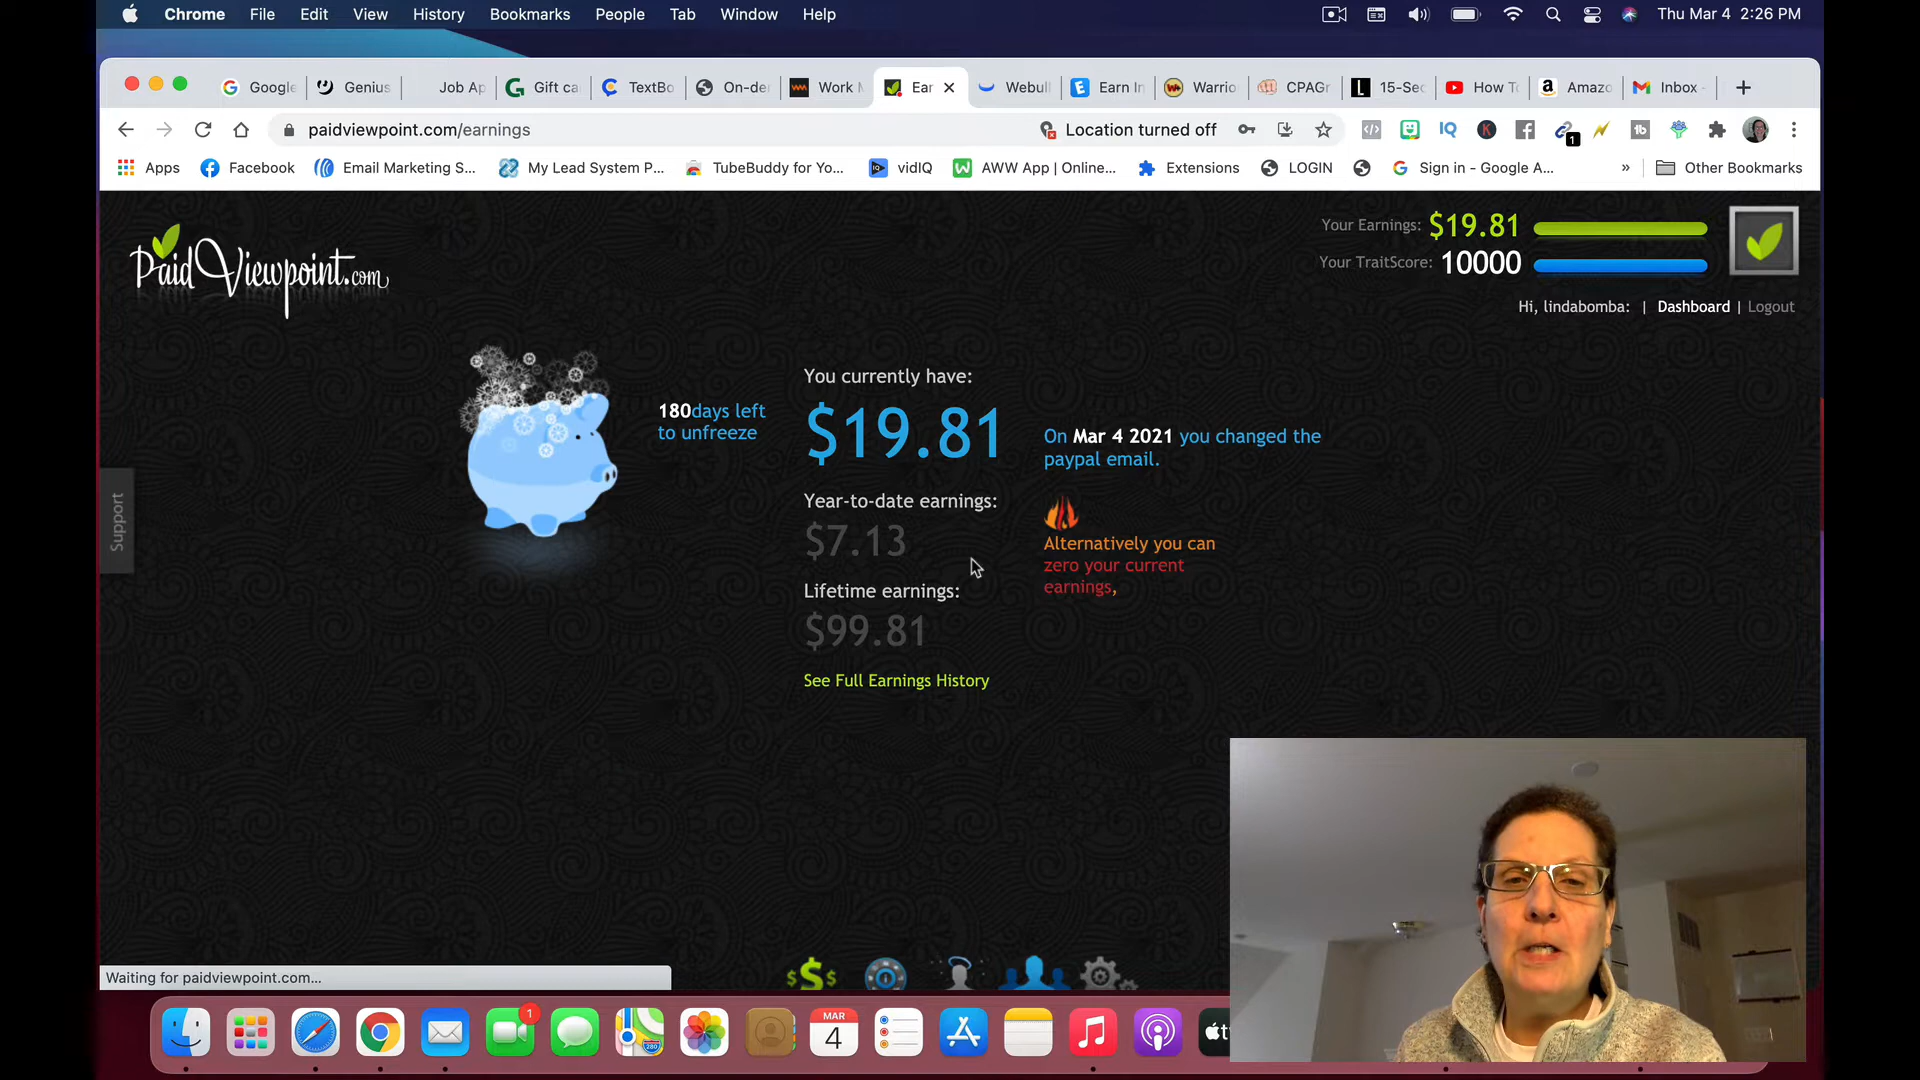 Chrome File Edit View History Bookmarks People Tab Window Help Thu Mar 4 2:26 PM
Google Genius Job Ap Gift ca TextBo On-de Work Ear Webull Earn In Warrio CPAGr 15-Sec How T Amazo Inbox
paidviewpoint.com/earnings Location turned off
Apps Facebook Email Marketing S... My Lead System P... TubeBuddy for Yo... vidIQ AWW App | Online... Extensions LOGIN Sign in - Google A... » Other Bookmarks
PaidViewpoint.com
Your Earnings: $19.81
Your TraitScore: 10000
Hi, lindabomba: | Dashboard | Logout
You currently have:
$19.81
180days left
to unfreeze
On Mar 4 2021 you changed the
paypal email.
Year-to-date earnings:
$7.13
Alternatively you can
zero your current
earnings,
Lifetime earnings:
$99.81
See Full Earnings History
Support
Waiting for paidviewpoint.com...
1
MAR
4
280
tv